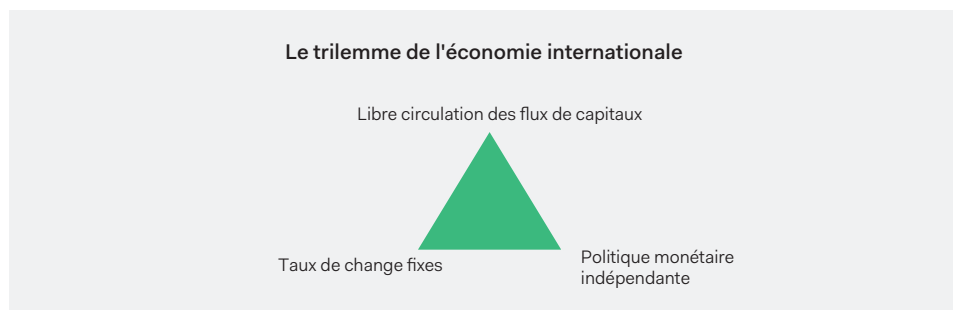 Le trilemme de l'économie internationale
Libre circulation des flux de capitaux
Taux de change fixes
Politique monétaire
indépendante